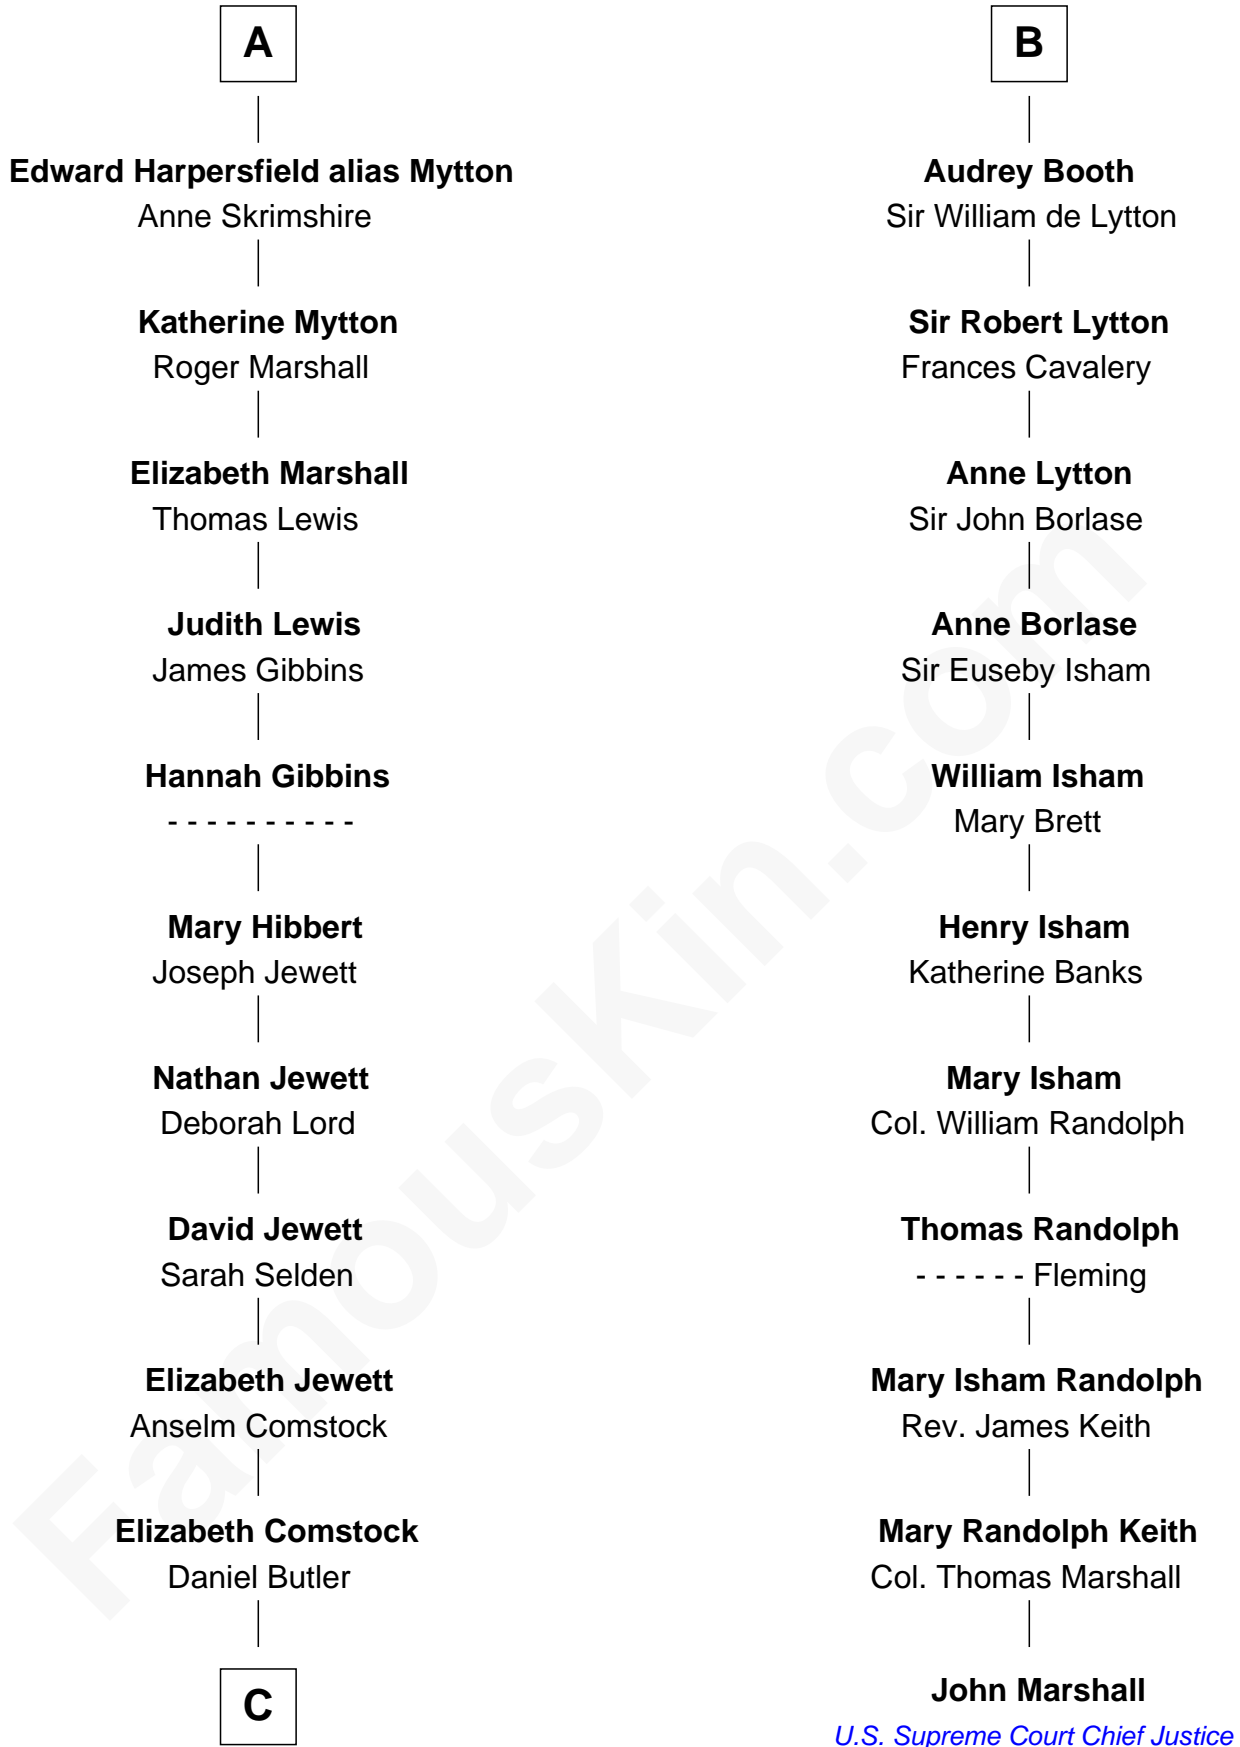 A
Edward Harpersfield alias Mytton
Anne Skrimshire
Katherine Mytton
Roger Marshall
Elizabeth Marshall
Thomas Lewis
Judith Lewis
James Gibbins
Hannah Gibbins
- - - - - - - - - -
Mary Hibbert
Joseph Jewett
Nathan Jewett
Deborah Lord
David Jewett
Sarah Selden
Elizabeth Jewett
Anselm Comstock
Elizabeth Comstock
Daniel Butler
C
B
Audrey Booth
Sir William de Lytton
Sir Robert Lytton
Frances Cavalery
Anne Lytton
Sir John Borlase
Anne Borlase
Sir Euseby Isham
William Isham
Mary Brett
Henry Isham
Katherine Banks
Mary Isham
Col. William Randolph
Thomas Randolph
- - - - - - Fleming
Mary Isham Randolph
Rev. James Keith
Mary Randolph Keith
Col. Thomas Marshall
John Marshall
U.S. Supreme Court Chief Justice
FamousKin.com